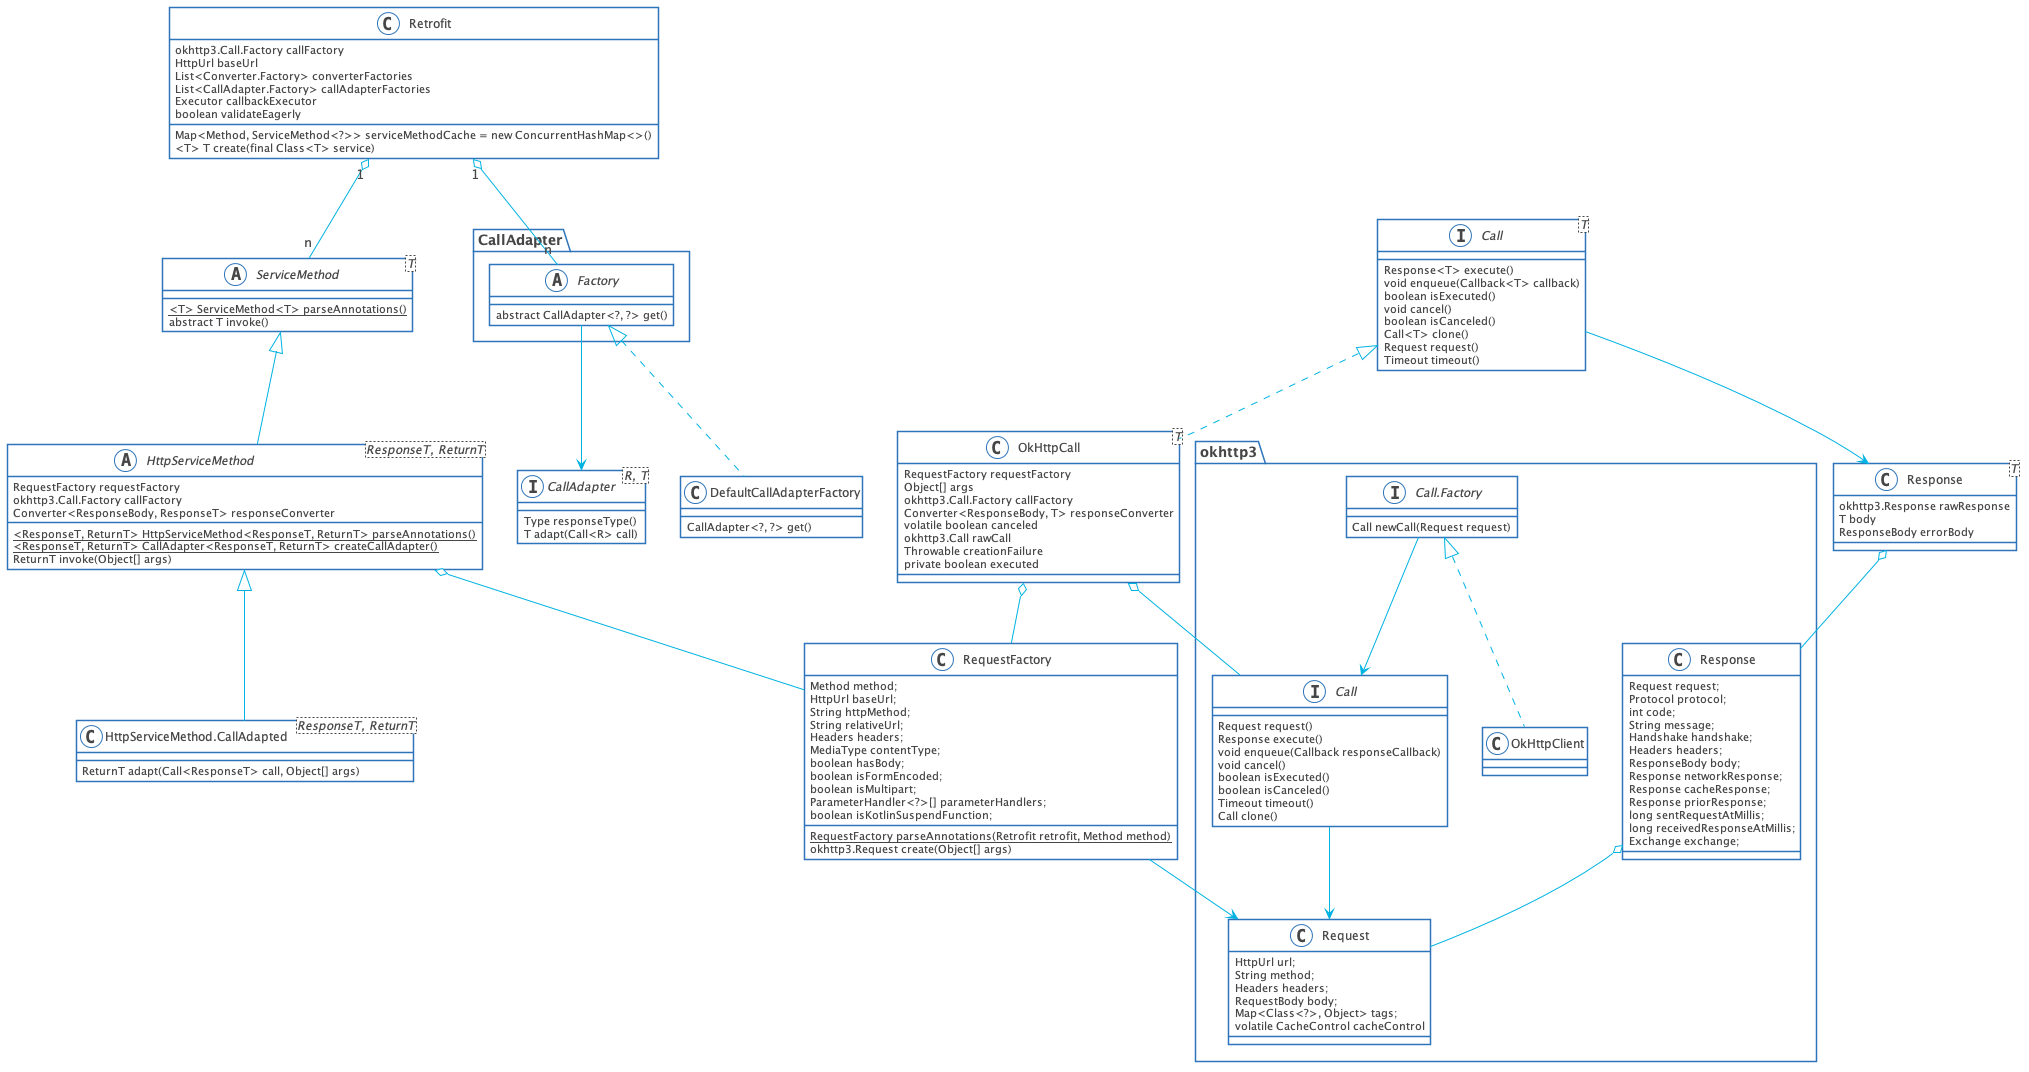 C Retrofit
okhttp3.Call.Factory callFactory
HttpUrl baseUrl
List<Converter.Factory> converterFactories
List<CallAdapter.Factory> callAdapterFactories
Executor callbackExecutor
boolean validateEagerly
Map<Method, ServiceMethod<?>> serviceMethodCache = new ConcurrentHashMap<>()
<T> T create(final Class<T> service)
1
1
n
n
A ServiceMethod
T
<T> ServiceMethod<T> parseAnnotations()
abstract T invoke()
CallAdapter
A Factory
abstract CallAdapter<?, ?> get()
I Call
T
Response<T> execute()
void enqueue(Callback<T> callback)
boolean isExecuted()
void cancel()
boolean isCanceled()
Call<T> clone()
Request request()
Timeout timeout()
A HttpServiceMethod
ResponseT, ReturnT
RequestFactory requestFactory
okhttp3.Call.Factory callFactory
Converter<ResponseBody, ResponseT> responseConverter
<ResponseT, ReturnT> HttpServiceMethod<ResponseT, ReturnT> parseAnnotations()
<ResponseT, ReturnT> CallAdapter<ResponseT, ReturnT> createCallAdapter()
ReturnT invoke(Object[] args)
I CallAdapter
R, T
Type responseType()
T adapt(Call<R> call)
C DefaultCallAdapterFactory
CallAdapter<?, ?> get()
C OkHttpCall
T
RequestFactory requestFactory
Object[] args
okhttp3.Call.Factory callFactory
Converter<ResponseBody, T> responseConverter
volatile boolean canceled
okhttp3.Call rawCall
Throwable creationFailure
private boolean executed
okhttp3
I Call.Factory
Call newCall(Request request)
C Response
T
okhttp3.Response rawResponse
T body
ResponseBody errorBody
C HttpServiceMethod.CallAdapted
ResponseT, ReturnT
ReturnT adapt(Call<ResponseT> call, Object[] args)
C RequestFactory
Method method;
HttpUrl baseUrl;
String httpMethod;
String relativeUrl;
Headers headers;
MediaType contentType;
boolean hasBody;
boolean isFormEncoded;
boolean isMultipart;
ParameterHandler<?>[] parameterHandlers;
boolean isKotlinSuspendFunction;
RequestFactory parseAnnotations(Retrofit retrofit, Method method)
okhttp3.Request create(Object[] args)
I Call
Request request()
Response execute()
void enqueue(Callback responseCallback)
void cancel()
boolean isExecuted()
boolean isCanceled()
Timeout timeout()
Call clone()
C OkHttpClient
C Response
Request request;
Protocol protocol;
int code;
String message;
Handshake handshake;
Headers headers;
ResponseBody body;
Response networkResponse;
Response cacheResponse;
Response priorResponse;
long sentRequestAtMillis;
long receivedResponseAtMillis;
Exchange exchange;
C Request
HttpUrl url;
String method;
Headers headers;
RequestBody body;
Map<Class<?>, Object> tags;
volatile CacheControl cacheControl